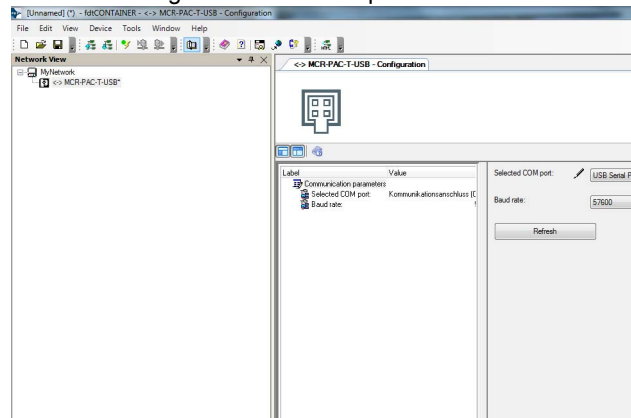 [Unnamed] (*) - fdtCONTAINER - <-> MCR-PAC-T-USB - Configuration
File Edit View Device Tools Window Help
Network View
MyNetwork
<-> MCR-PAC-T-USB*
<-> MCR-PAC-T-USB - Configuration
Label Value
Communication parameters
Selected COM port: Kommunikationsanschluss (C
Baud rate:
Selected COM port: USB Serial P
Baud rate: 57600
Refresh